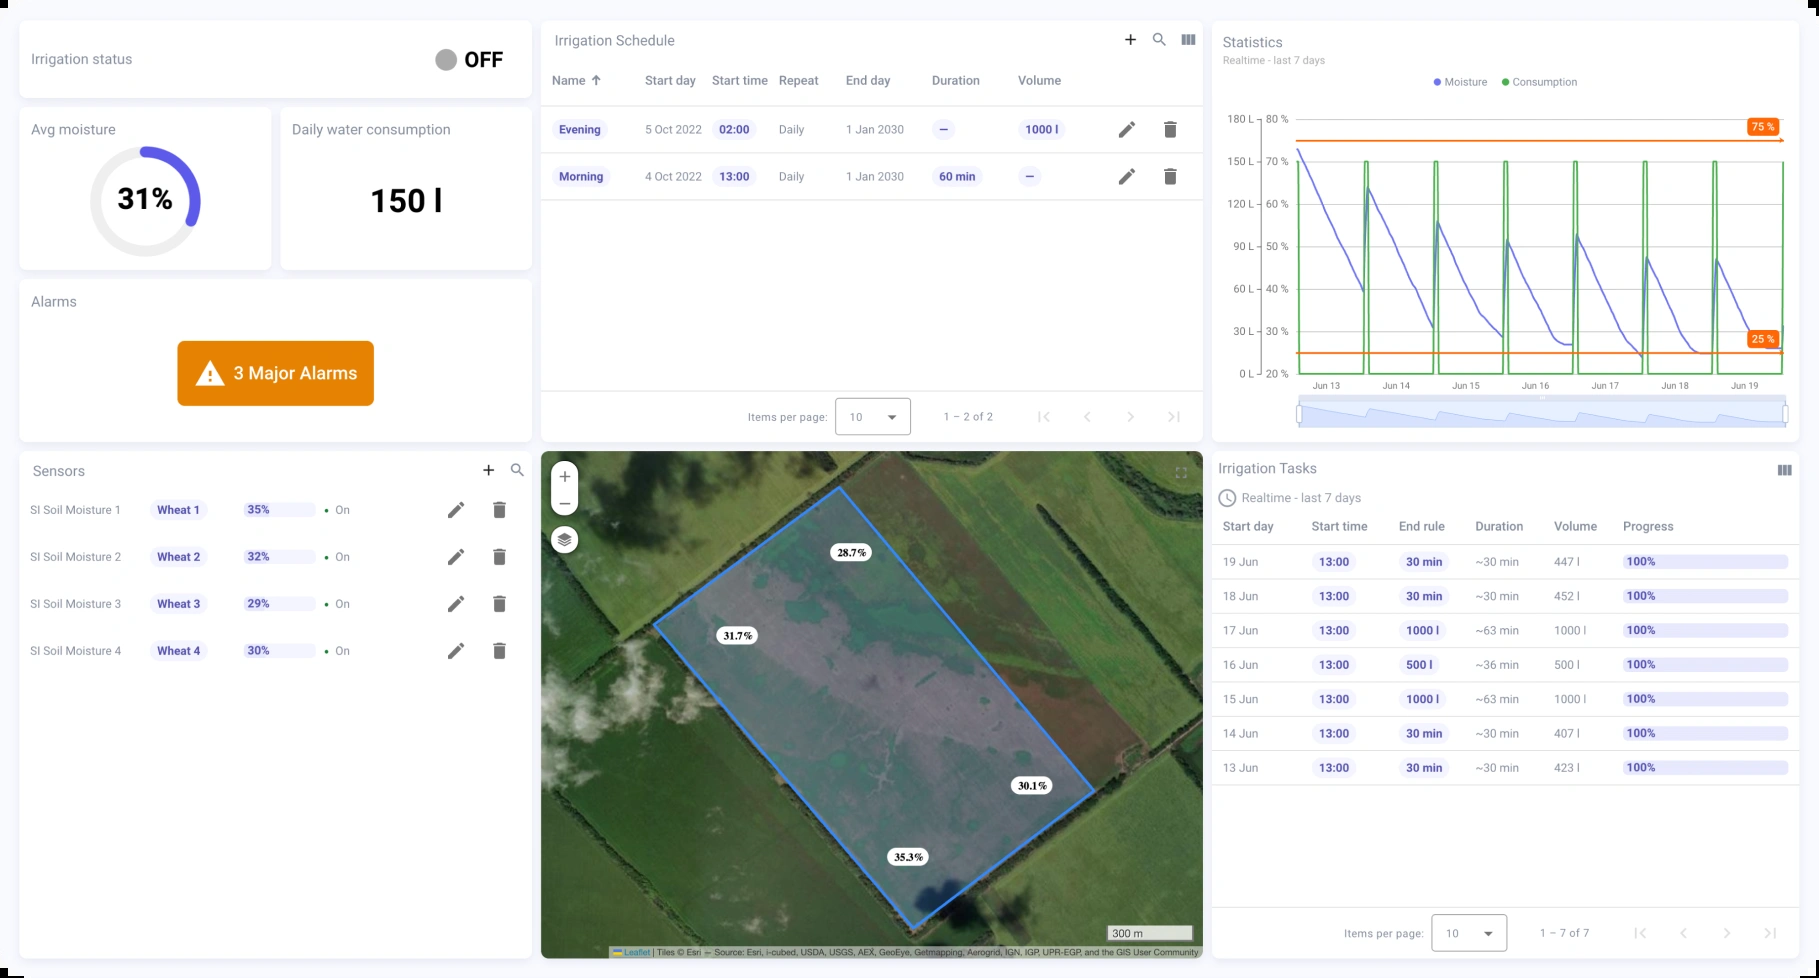 Irrigation status
OFF
Avg moisture
31%
Daily water consumption
150 l
Alarms
3 Major Alarms
Irrigation Schedule
Name Start day Start time Repeat End day Duration Volume
Evening 5 Oct 2022 02:00 Daily 1 Jan 2030 – 1000 l
Morning 4 Oct 2022 13:00 Daily 1 Jan 2030 60 min –
Items per page: 10 1 – 2 of 2
Statistics
Realtime - last 7 days
Moisture Consumption
180 L 80 %
75 %
150 L 70 %
120 L 60 %
90 L 50 %
60 L 40 %
30 L 30 %
25 %
0 L 20 %
Jun 13 Jun 14 Jun 15 Jun 16 Jun 17 Jun 18 Jun 19
Sensors
SI Soil Moisture 1 Wheat 1 35% On
SI Soil Moisture 2 Wheat 2 32% On
SI Soil Moisture 3 Wheat 3 29% On
SI Soil Moisture 4 Wheat 4 30% On
+
−
28.7%
31.7%
30.1%
35.3%
300 m
Leaflet | Tiles © Esri — Source: Esri, i-cubed, USDA, USGS, AEX, GeoEye, Getmapping, Aerogrid, IGN, IGP, UPR-EGP, and the GIS User Community
Irrigation Tasks
Realtime - last 7 days
Start day Start time End rule Duration Volume Progress
19 Jun 13:00 30 min ~30 min 447 l 100%
18 Jun 13:00 30 min ~30 min 452 l 100%
17 Jun 13:00 1000 l ~63 min 1000 l 100%
16 Jun 13:00 500 l ~36 min 500 l 100%
15 Jun 13:00 1000 l ~63 min 1000 l 100%
14 Jun 13:00 30 min ~30 min 407 l 100%
13 Jun 13:00 30 min ~30 min 423 l 100%
Items per page: 10 1 – 7 of 7